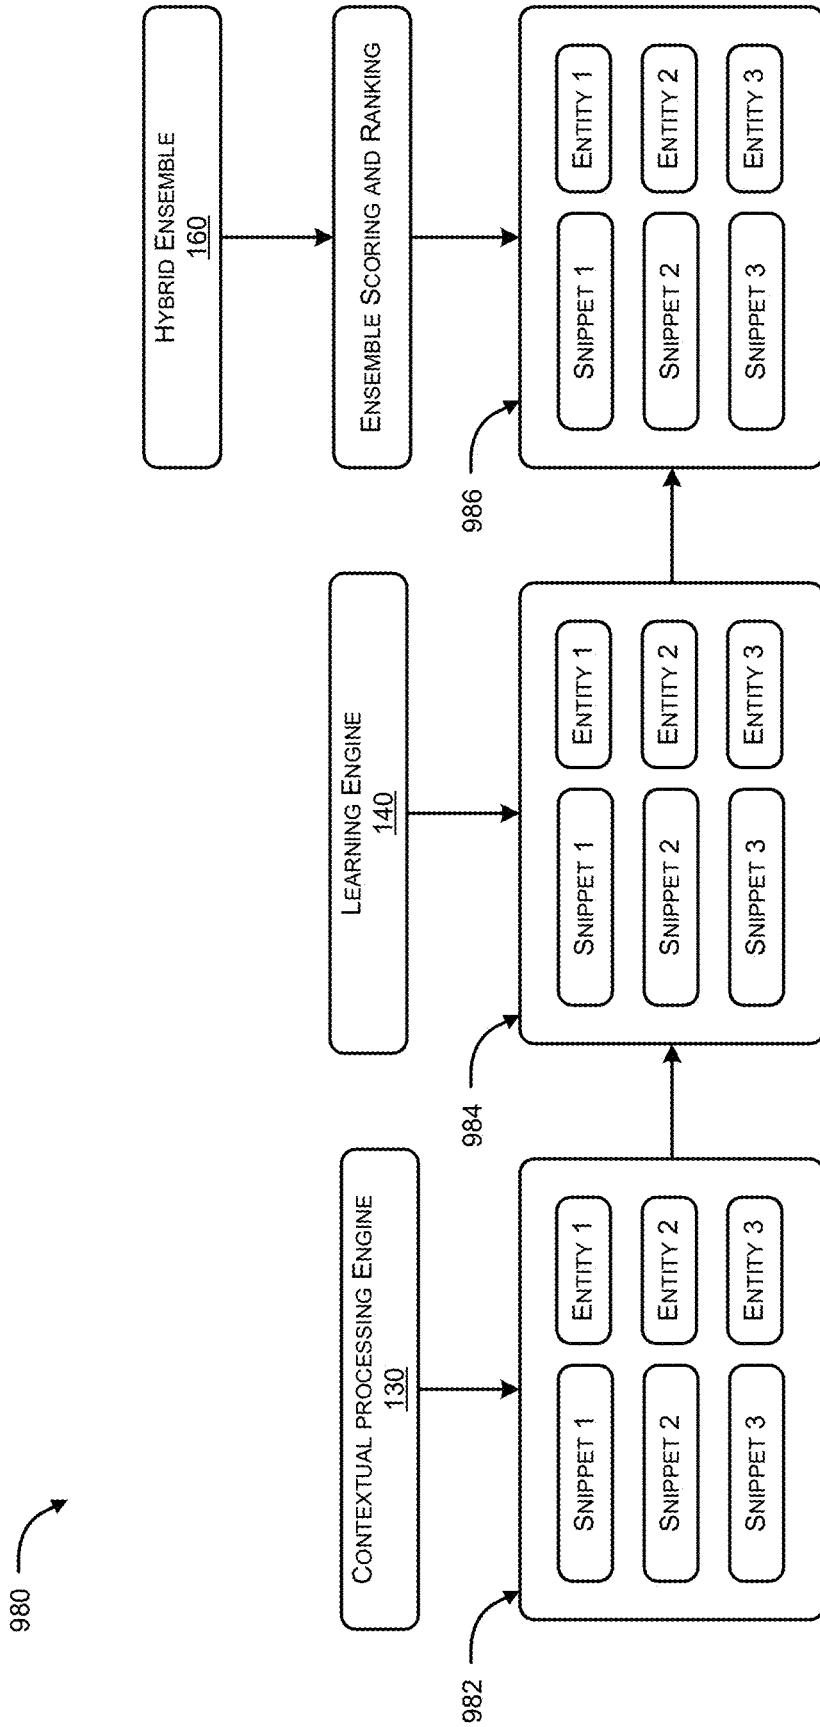 980
CONTEXTUAL PROCESSING ENGINE
130
982
SNIPPET 1
ENTITY 1
SNIPPET 2
ENTITY 2
SNIPPET 3
ENTITY 3
LEARNING ENGINE
140
984
SNIPPET 1
ENTITY 1
SNIPPET 2
ENTITY 2
SNIPPET 3
ENTITY 3
HYBRID ENSEMBLE
160
ENSEMBLE SCORING AND RANKING
986
SNIPPET 1
ENTITY 1
SNIPPET 2
ENTITY 2
SNIPPET 3
ENTITY 3